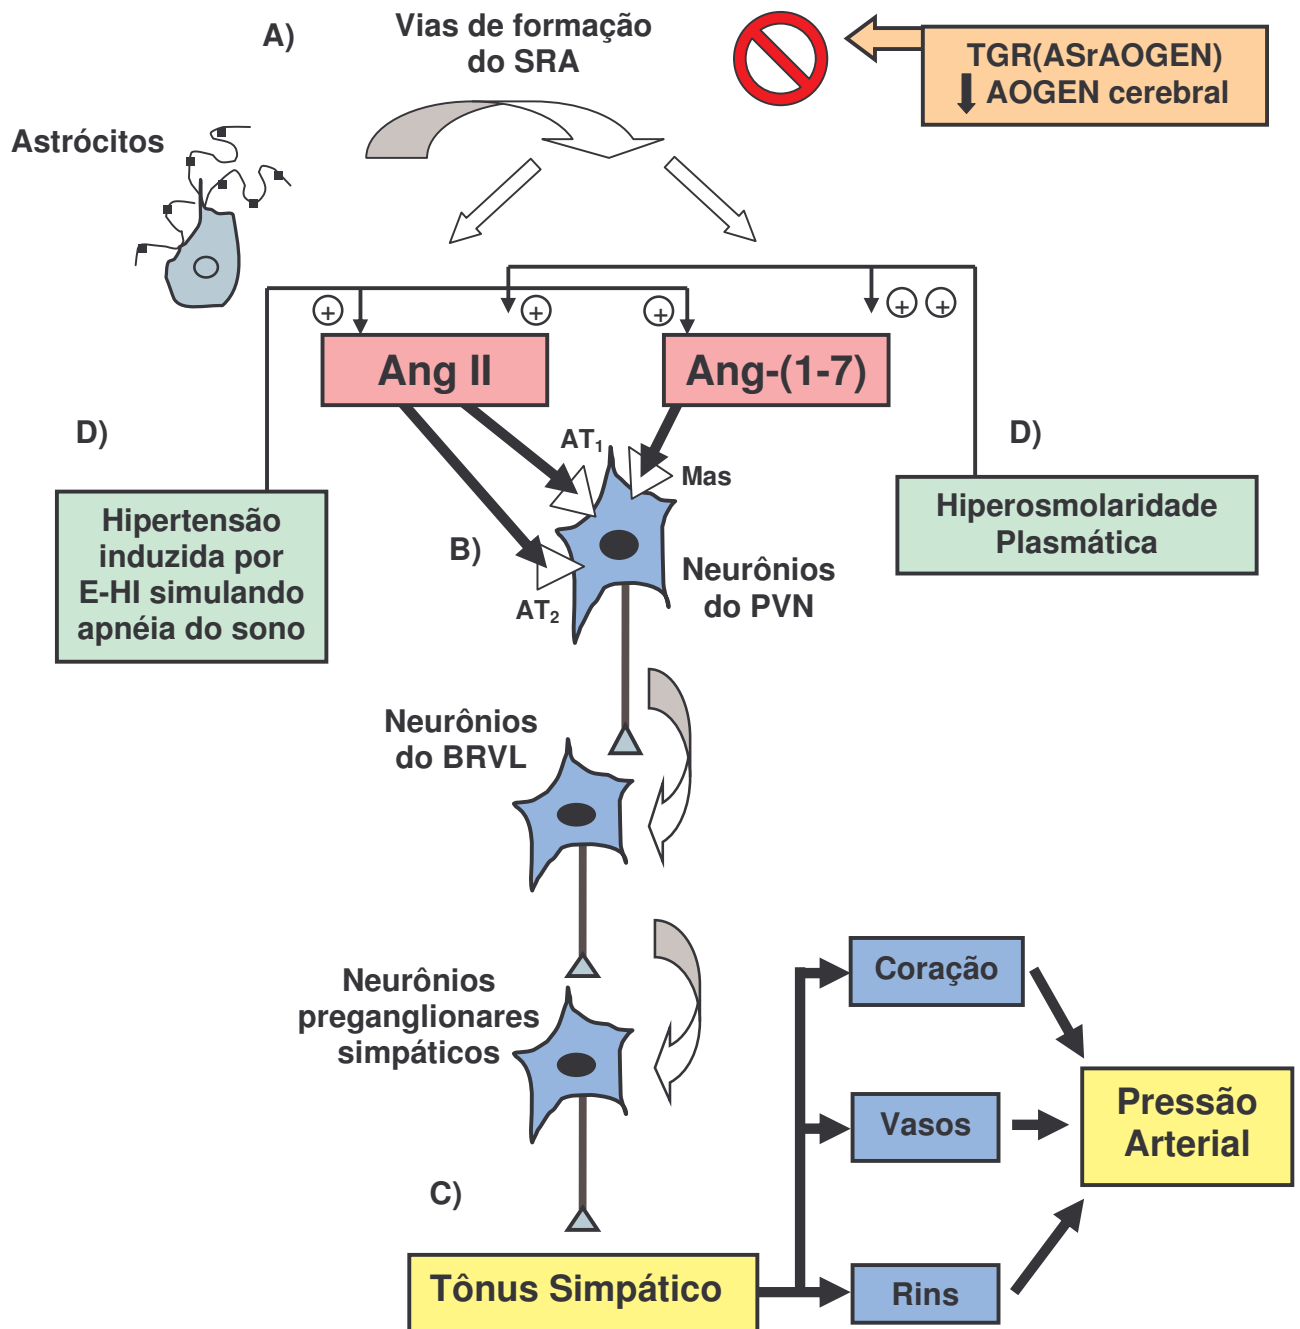 A)
Vias de formação
do SRA
TGR(ASrAOGEN)
AOGEN cerebral
Astrócitos
+
+
+
+ +
Ang II
Ang-(1-7)
D)
D)
AT1
Mas
Hipertensão
induzida por
E-HI simulando
apnéia do sono
Hiperosmolaridade
Plasmática
B)
AT2
Neurônios
do PVN
Neurônios
do BRVL
Neurônios
preganglionares
simpáticos
Coração
Vasos
Pressão
Arterial
C)
Tônus Simpático
Rins